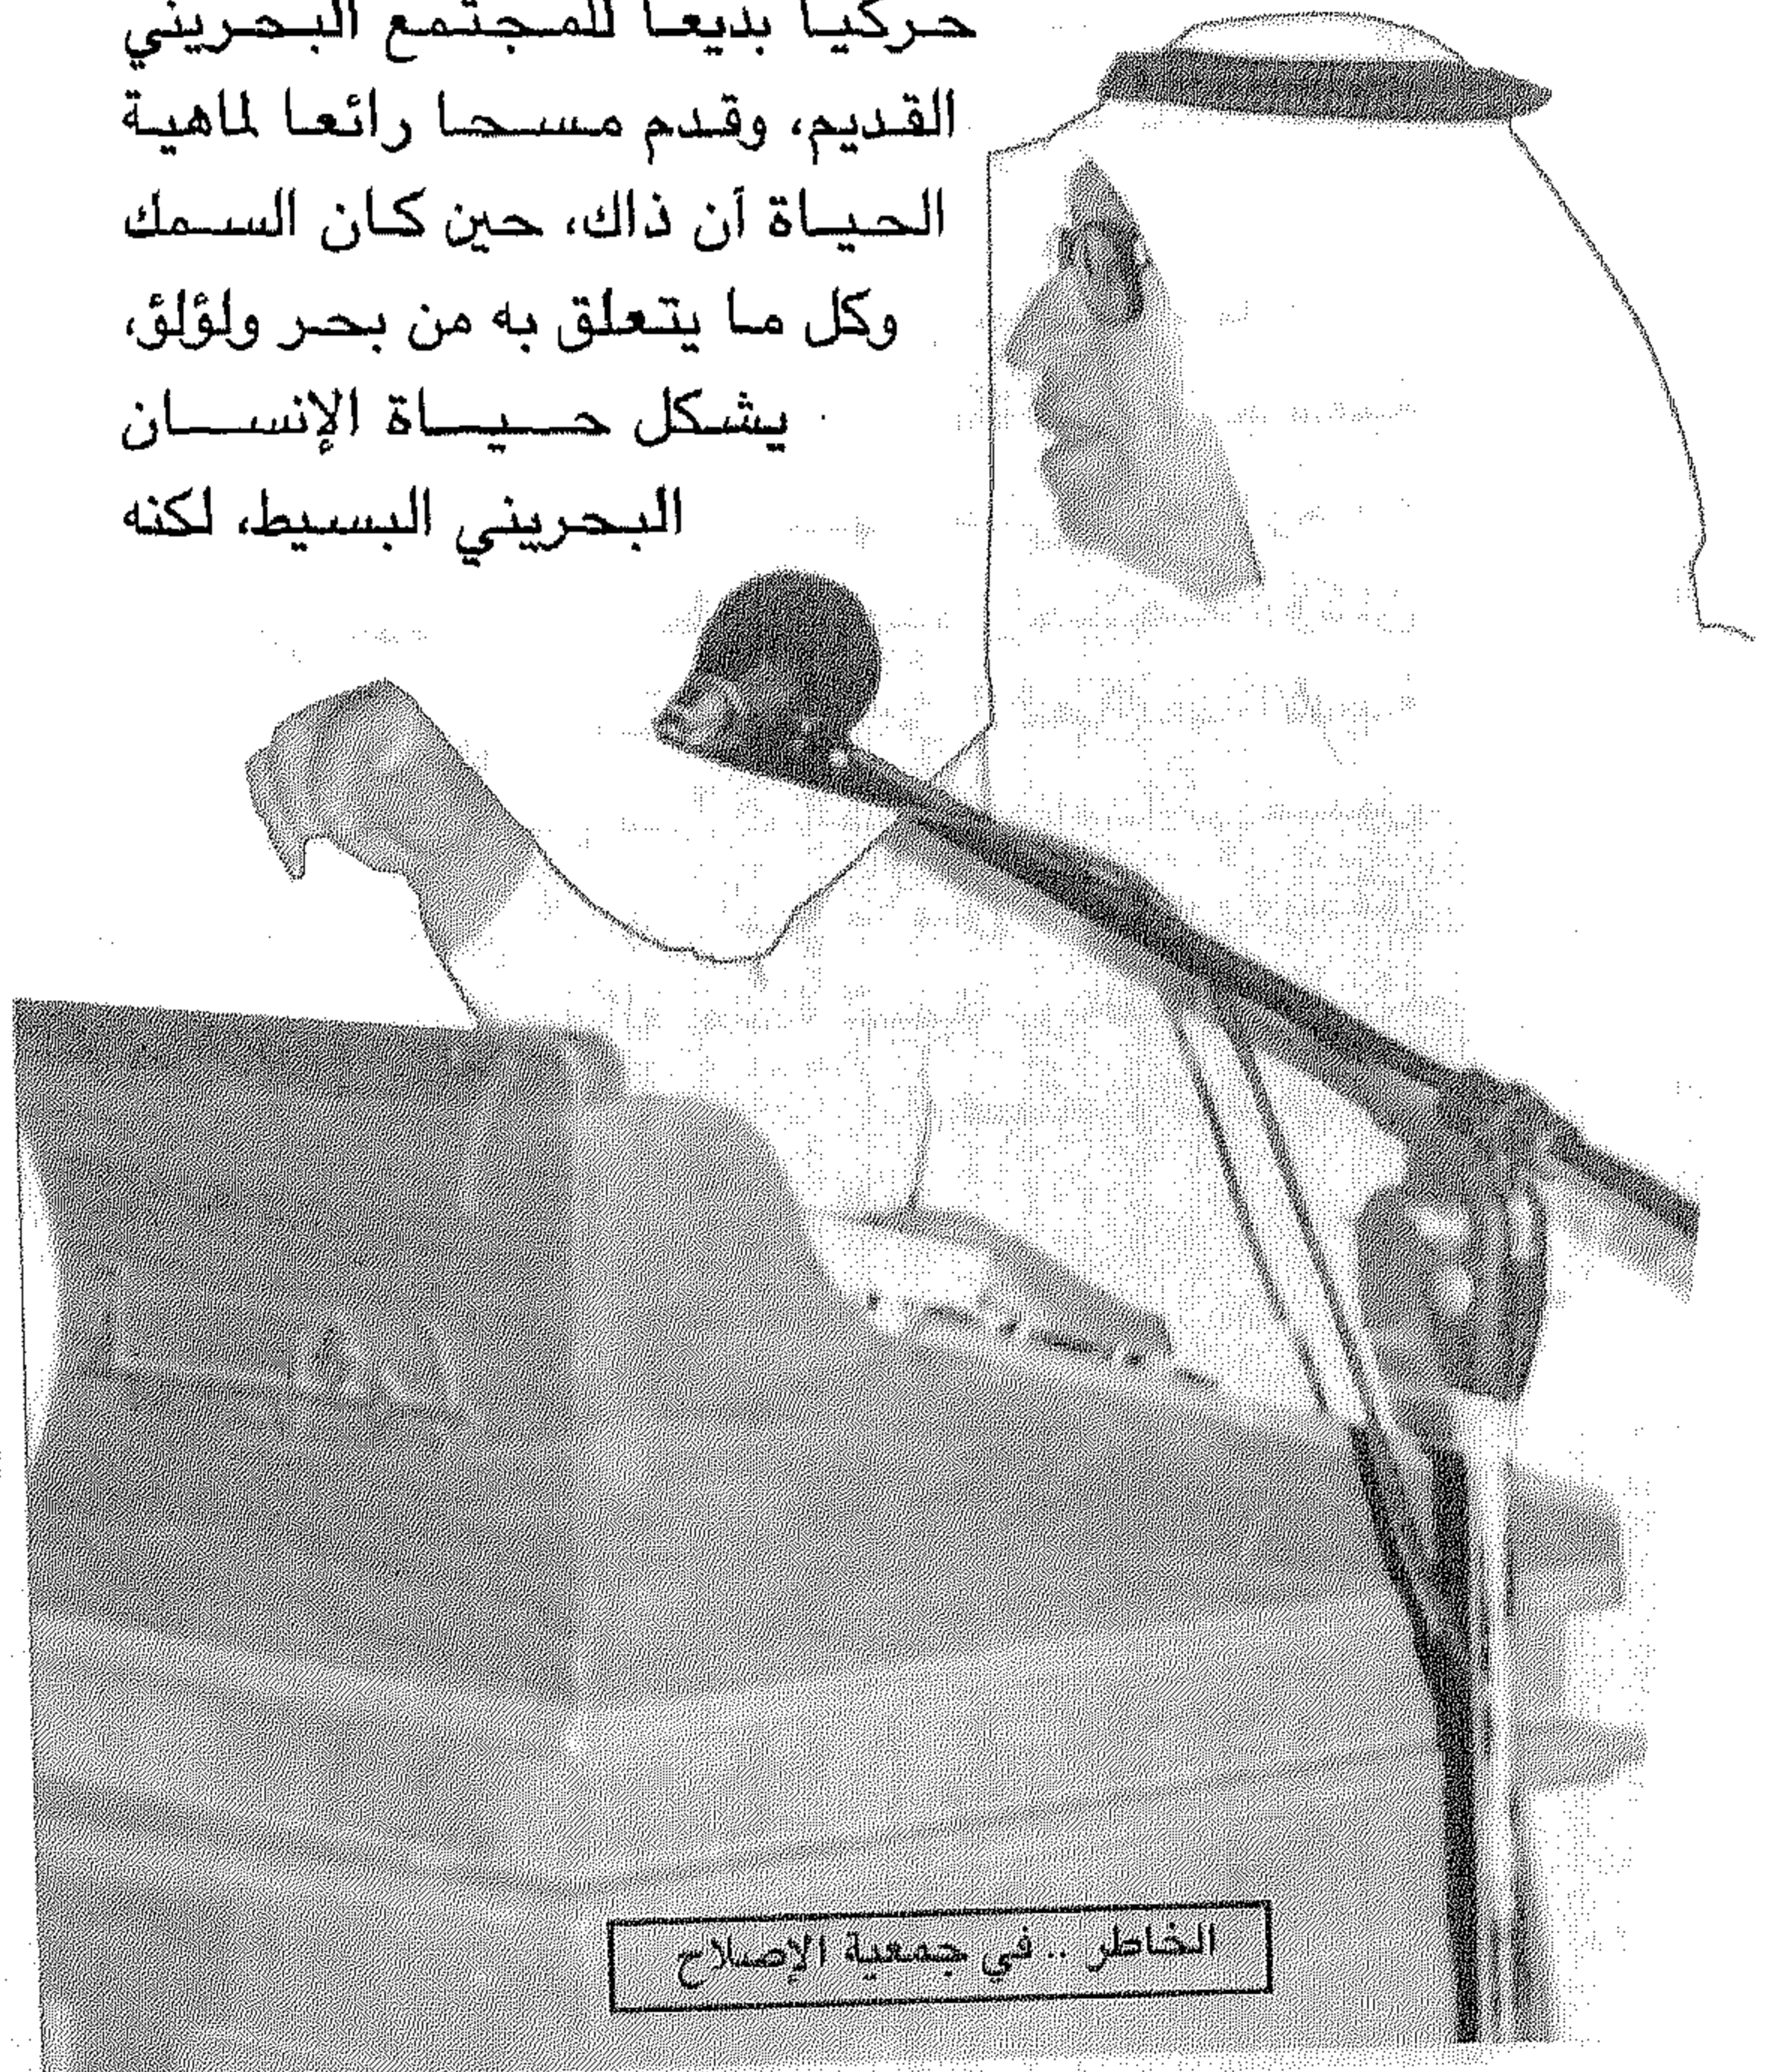 حركيا بديعا للمجتمع البحريني
القديم، وقدم مسحا رائعا لماهية
الحياة آن ذاك، حين كان السمك
وكل ما يتعلق به من بحر ولؤلؤ،
يشكل حياة الإنسان
البحريني البسيط، لكنه
الخاطر .. في جمعية الإصلاح